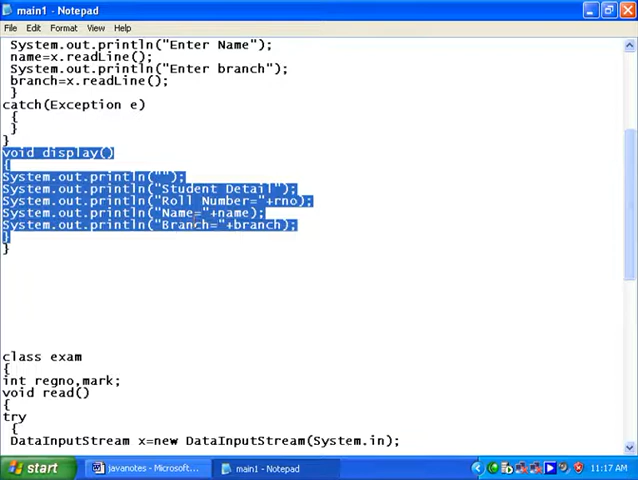 main1 - Notepad
File Edit Format View Help
System.out.println("Enter Name");
name=x.readLine();
System.out.println("Enter branch");
branch=x.readLine();
}
catch(Exception e)
{
}
}
void display()
{
System.out.println("");
System.out.println("Student Detail");
System.out.println("Roll Number="+rno);
System.out.println("Name="+name);
System.out.println("Branch="+branch);
}
}
class exam
{
int regno,mark;
void read()
{
try
{
DataInputStream x=new DataInputStream(System.in);
start javanotes - Microsoft... main1 - Notepad 11:17 AM